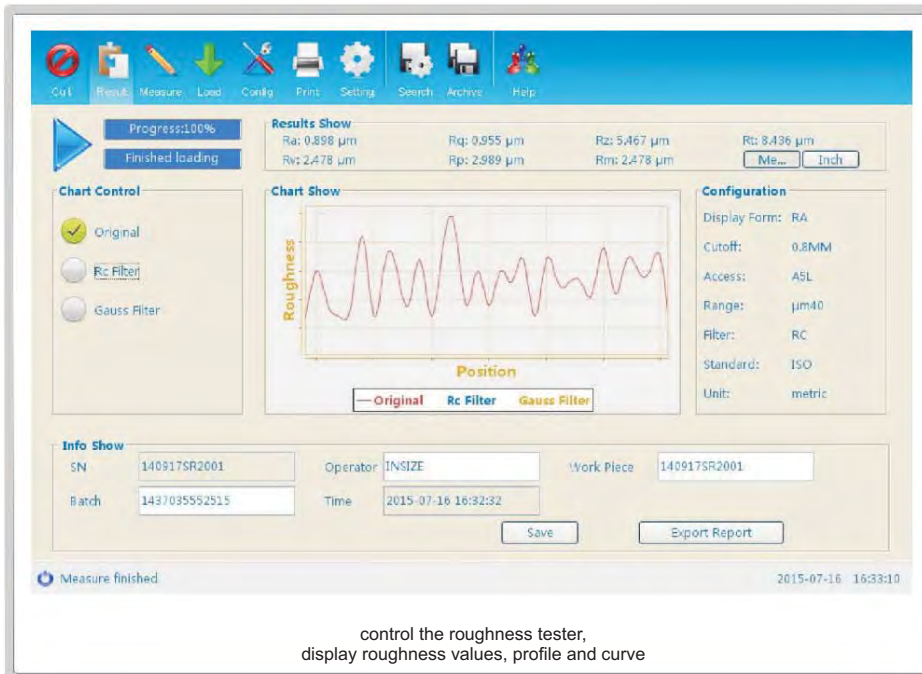 Cut Result Measure Load Config Print Setting Search Archive Help
Progress:100%
Finished loading
Results Show
Ra: 0.898 μm Rq: 0.955 μm Rz: 5.467 μm Rt: 8.436 μm
Rv: 2.478 μm Rp: 2.989 μm Rm: 2.478 μm Me... Inch
Chart Control
Original
Rc Filter
Gauss Filter
Chart Show
Roughness
Position
Original Rc Filter Gauss Filter
Configuration
Display Form: RA
Cutoff: 0.8MM
Access: A5L
Range: μm40
Filter: RC
Standard: ISO
Unit: metric
Info Show
SN 140917SR2001 Operator INSIZE Work Piece 140917SR2001
Batch 1437035552515 Time 2015-07-16 16:32:32
Save Export Report
Measure finished 2015-07-16 16:33:10
control the roughness tester,
display roughness values, profile and curve